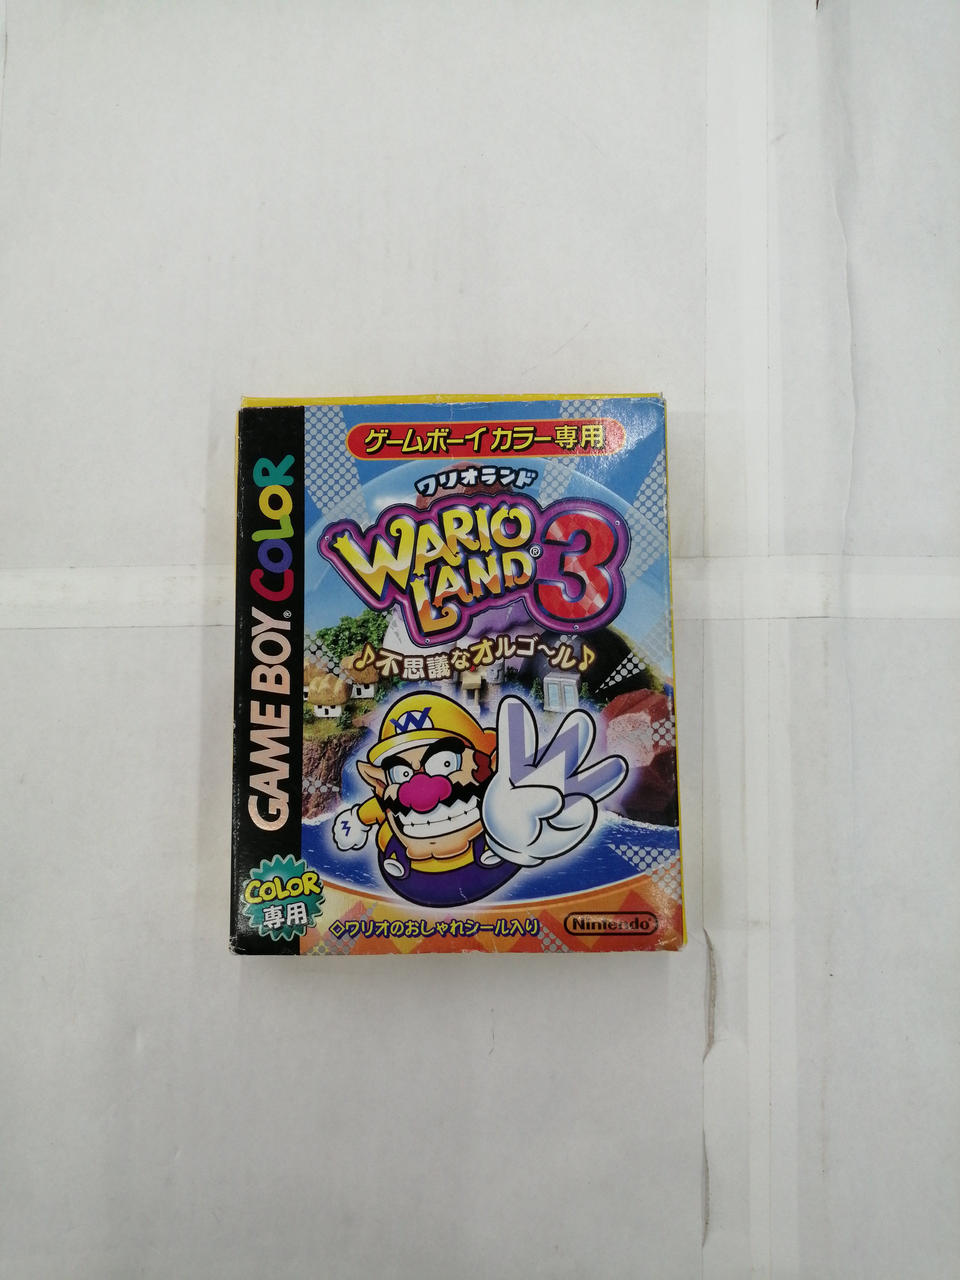 ゲームボーイカラー専用
ワリオランド
WARIO
LAND® 3
♪不思議なオルゴ〜ル♪
GAME BOY® COLOR
W
COLOR
専用
◇ワリオのおしゃれシール入り
Nintendo®